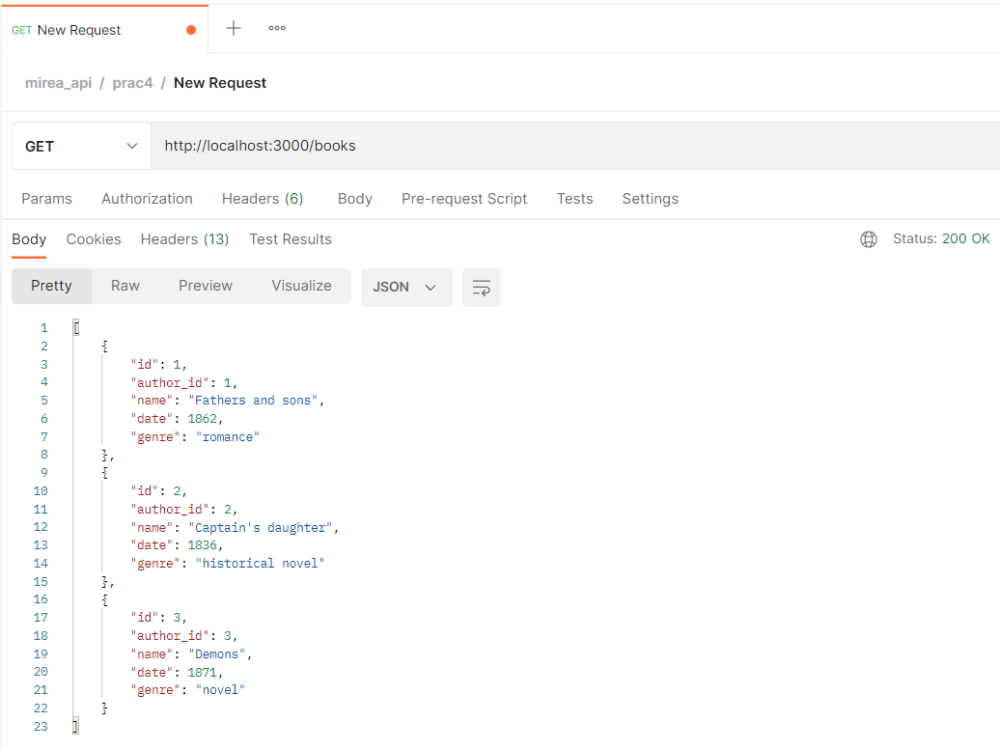 GET New Request
mirea_api / prac4 / New Request
GET http://localhost:3000/books
Params Authorization Headers (6) Body Pre-request Script Tests Settings
Body Cookies Headers (13) Test Results Status: 200 OK
Pretty Raw Preview Visualize JSON
1 [
2 {
3 "id": 1,
4 "author_id": 1,
5 "name": "Fathers and sons",
6 "date": 1862,
7 "genre": "romance"
8 },
9 {
10 "id": 2,
11 "author_id": 2,
12 "name": "Captain's daughter",
13 "date": 1836,
14 "genre": "historical novel"
15 },
16 {
17 "id": 3,
18 "author_id": 3,
19 "name": "Demons",
20 "date": 1871,
21 "genre": "novel"
22 }
23 ]